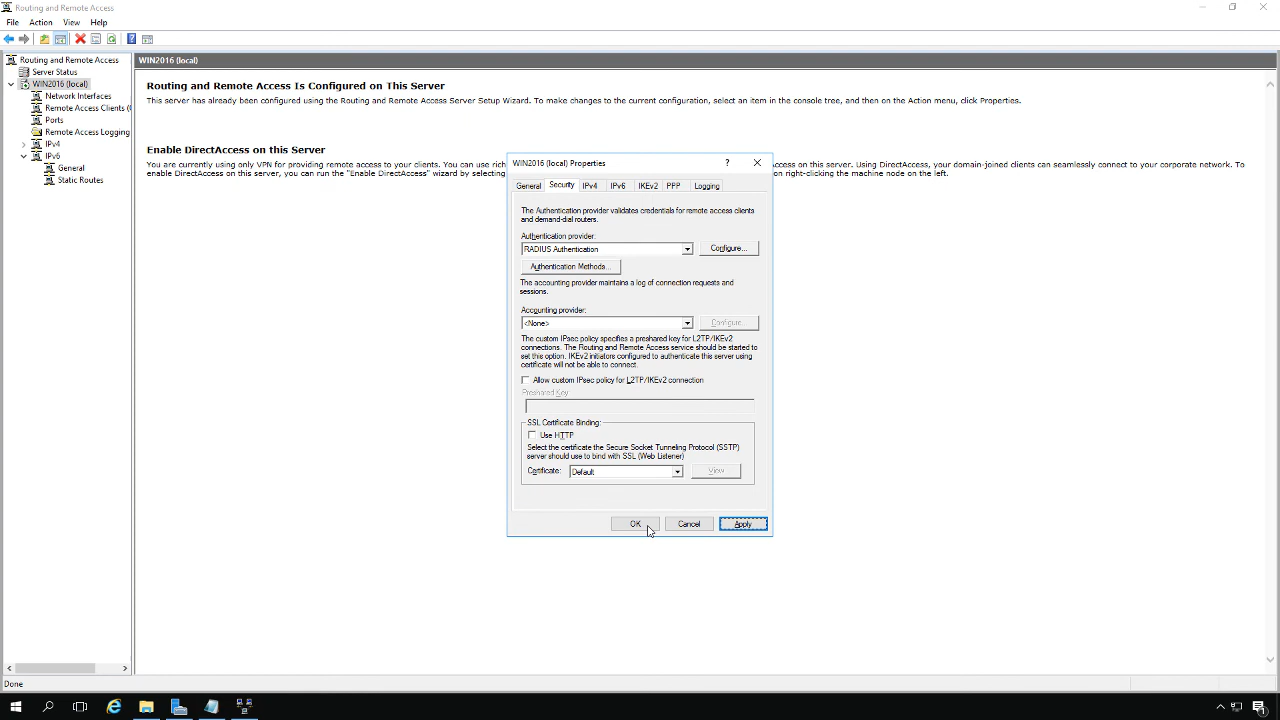 Routing and Remote Access
File Action View Help
Routing and Remote Access
Server Status
WIN2016 (local)
Network Interfaces
Remote Access Clients (
Ports
Remote Access Logging
IPv4
IPv6
General
Static Routes
WIN2016 (local)
Routing and Remote Access Is Configured on This Server
This server has already been configured using the Routing and Remote Access Server Setup Wizard. To make changes to the current configuration, select an item in the console tree, and then on the Action menu, click Properties.
Enable DirectAccess on this Server
You are currently using only VPN for providing remote access to your clients. You can use rich
Access on this server. Using DirectAccess, your domain-joined clients can seamlessly connect to your corporate network. To
enable DirectAccess on this server, you can run the "Enable DirectAccess" wizard by selecting
on right-clicking the machine node on the left.
WIN2016 (local) Properties
?
General Security IPv4 IPv6 IKEv2 PPP Logging
The Authentication provider validates credentials for remote access clients
and demand-dial routers.
Authentication provider:
RADIUS Authentication
Configure...
Authentication Methods...
The accounting provider maintains a log of connection requests and
sessions.
Accounting provider:
<None>
Configure...
The custom IPsec policy specifies a preshared key for L2TP/IKEv2
connections. The Routing and Remote Access service should be started to
set this option. IKEv2 initiators configured to authenticate this server using
certificate will not be able to connect.
Allow custom IPsec policy for L2TP/IKEv2 connection
Preshared Key:
SSL Certificate Binding:
Use HTTP
Select the certificate the Secure Socket Tunneling Protocol (SSTP)
server should use to bind with SSL (Web Listener)
Certificate: Default View
OK Cancel Apply
Done